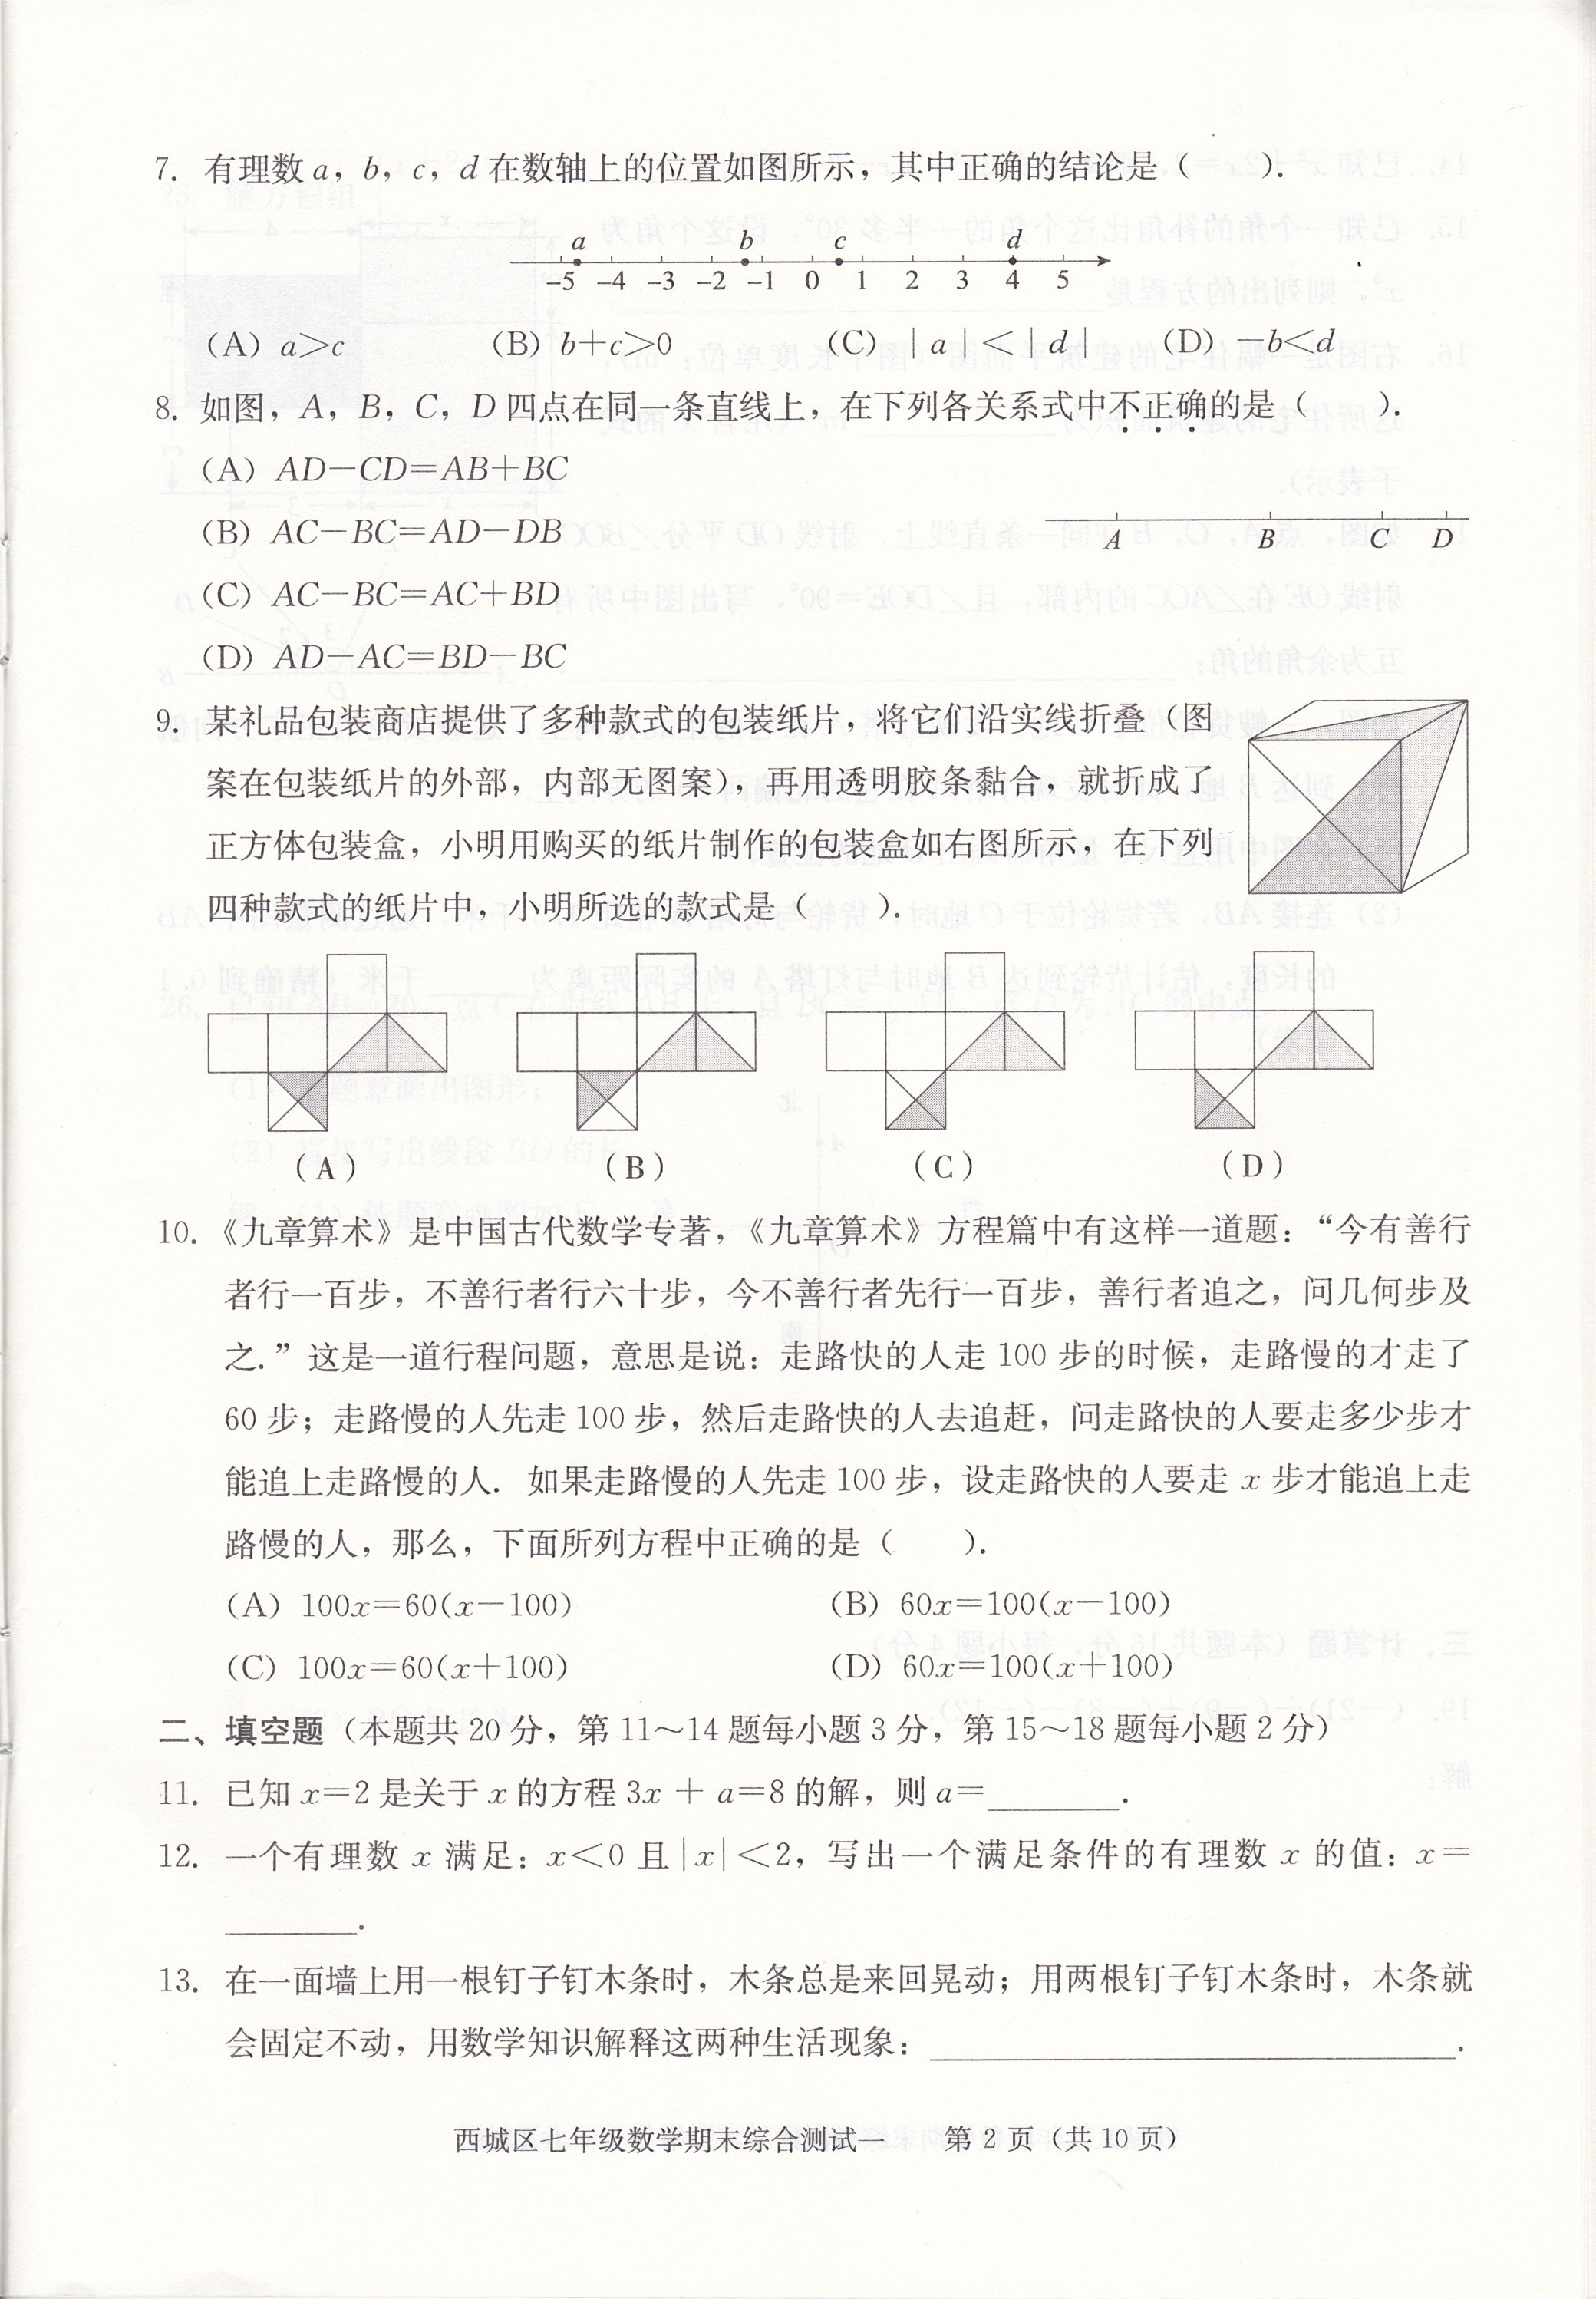 7. 有理数 a，b，c，d 在数轴上的位置如图所示，其中正确的结论是（　　）．
a b c d
-5 -4 -3 -2 -1 0 1 2 3 4 5
(A) a>c (B) b+c>0 (C) |a|<|d| (D) -b<d
8. 如图，A，B，C，D 四点在同一条直线上，在下列各关系式中不正确的是（　　）．
(A) AD-CD=AB+BC
(B) AC-BC=AD-DB
A B C D
(C) AC-BC=AC+BD
(D) AD-AC=BD-BC
9. 某礼品包装商店提供了多种款式的包装纸片，将它们沿实线折叠（图
案在包装纸片的外部，内部无图案），再用透明胶条黏合，就折成了
正方体包装盒，小明用购买的纸片制作的包装盒如右图所示，在下列
四种款式的纸片中，小明所选的款式是（　　）．
(A) (B) (C) (D)
10.《九章算术》是中国古代数学专著，《九章算术》方程篇中有这样一道题：“今有善行
者行一百步，不善行者行六十步，今不善行者先行一百步，善行者追之，问几何步及
之．”这是一道行程问题，意思是说：走路快的人走 100 步的时候，走路慢的才走了
60 步；走路慢的人先走 100 步，然后走路快的人去追赶，问走路快的人要走多少步才
能追上走路慢的人．如果走路慢的人先走 100 步，设走路快的人要走 x 步才能追上走
路慢的人，那么，下面所列方程中正确的是（　　）．
(A) 100x=60(x-100) (B) 60x=100(x-100)
(C) 100x=60(x+100) (D) 60x=100(x+100)
二、填空题（本题共 20 分，第 11～14 题每小题 3 分，第 15～18 题每小题 2 分）
11. 已知 x=2 是关于 x 的方程 3x + a=8 的解，则 a=________．
12. 一个有理数 x 满足：x<0 且|x|<2，写出一个满足条件的有理数 x 的值：x=
________．
13. 在一面墙上用一根钉子钉木条时，木条总是来回晃动；用两根钉子钉木条时，木条就
会固定不动，用数学知识解释这两种生活现象：________________________________．
西城区七年级数学期末综合测试一　第 2 页（共 10 页）